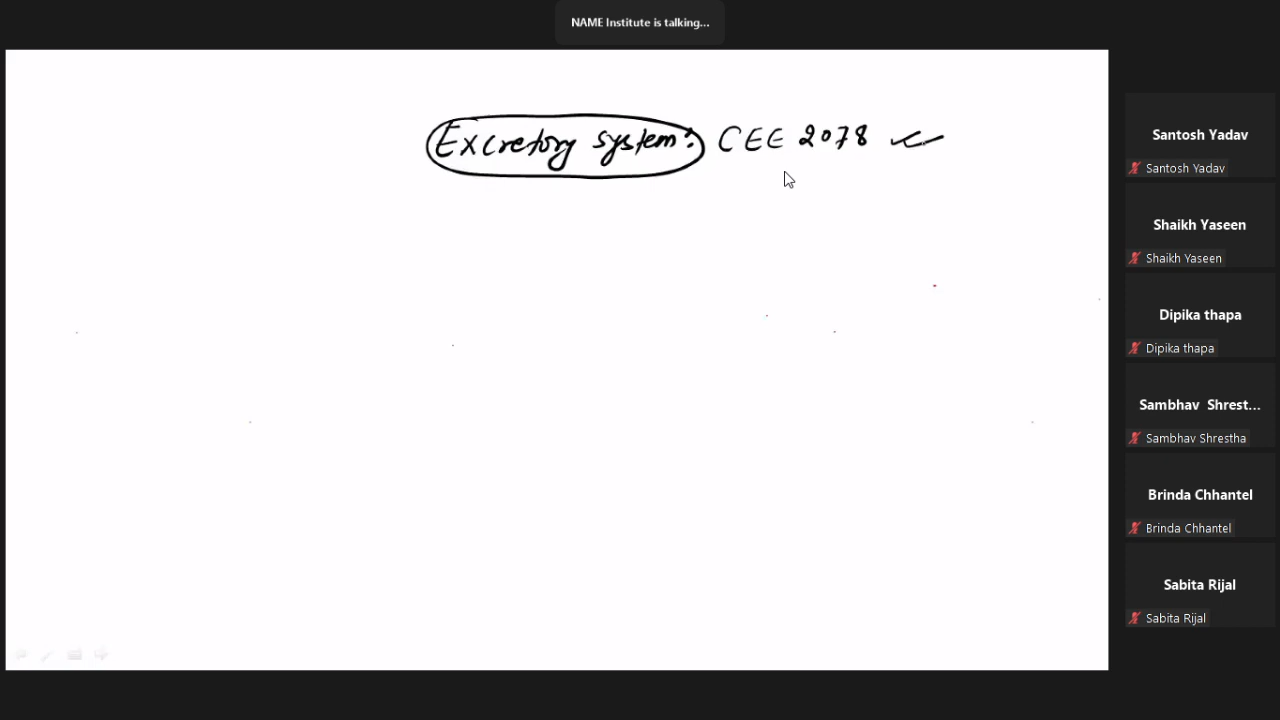 NAME Institute is talking...
Excretory system: CEE 2078
Santosh Yadav
Santosh Yadav
Shaikh Yaseen
Shaikh Yaseen
Dipika thapa
Dipika thapa
Sambhav Shrest...
Sambhav Shrestha
Brinda Chhantel
Brinda Chhantel
Sabita Rijal
Sabita Rijal